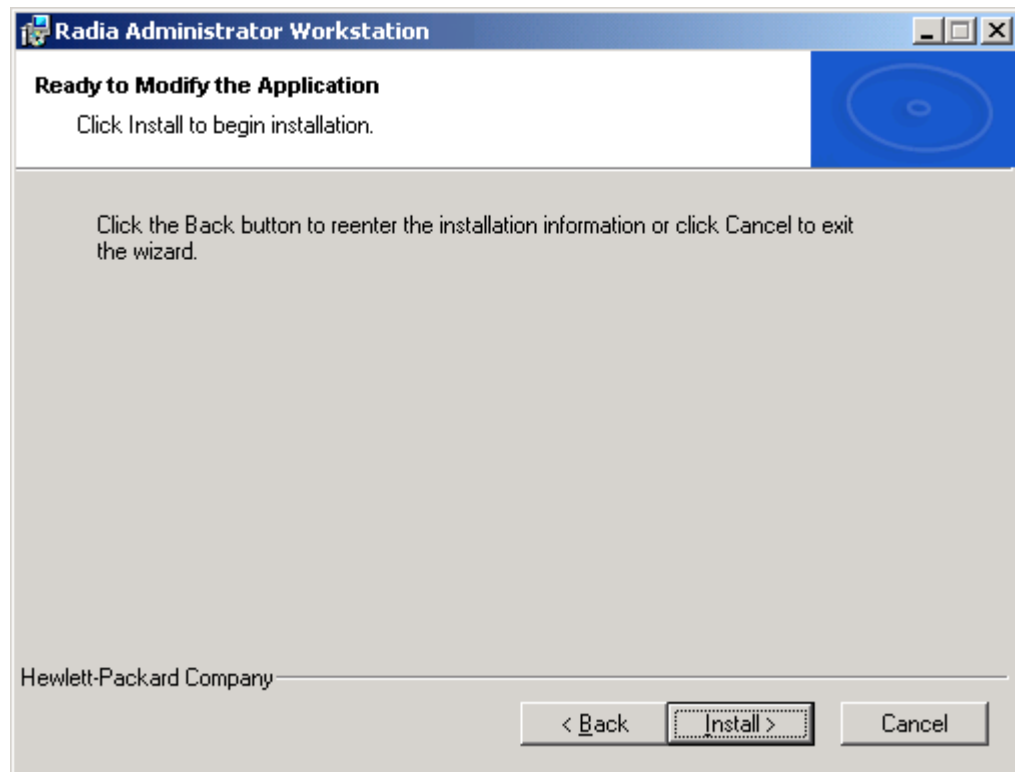 Radia Administrator Workstation
Ready to Modify the Application
Click Install to begin installation.
Click the Back button to reenter the installation information or click Cancel to exit
the wizard.
Hewlett-Packard Company
< Back
Install >
Cancel